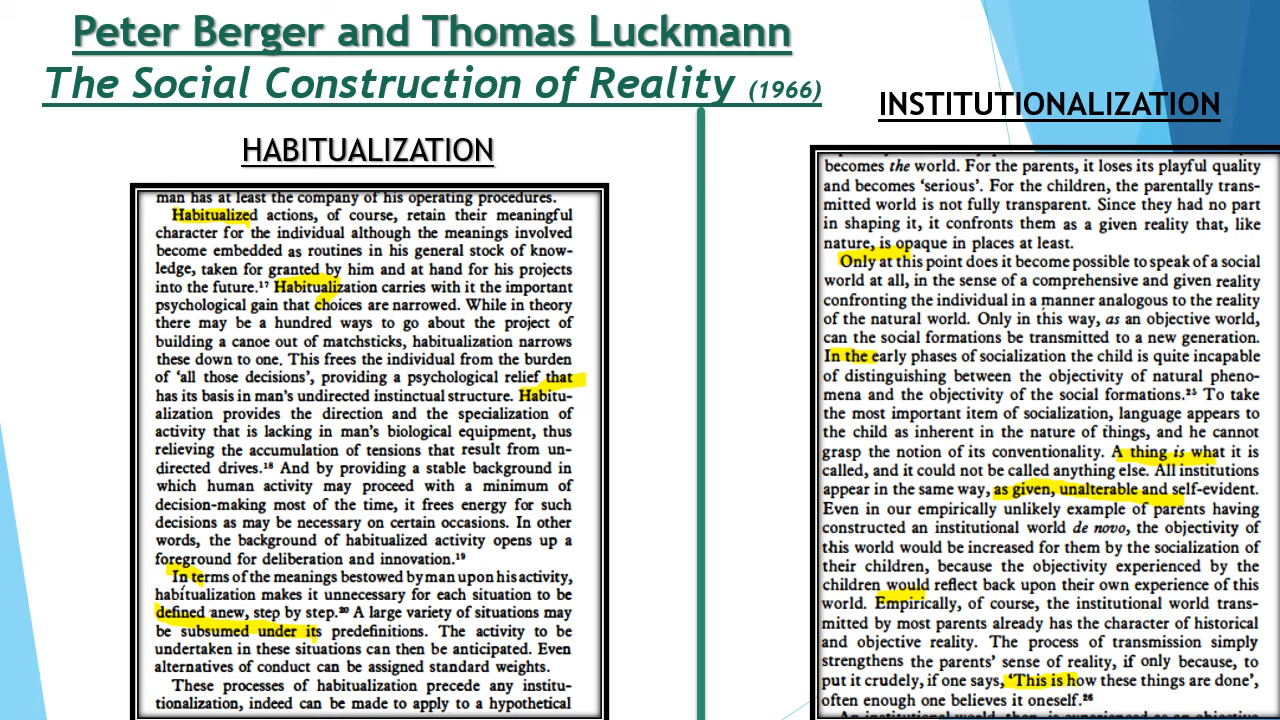 Peter Berger and Thomas Luckmann
The Social Construction of Reality (1966)
HABITUALIZATION
man has at least the company of his operating procedures.
Habitualized actions, of course, retain their meaningful
character for the individual although the meanings involved
become embedded as routines in his general stock of know-
ledge, taken for granted by him and at hand for his projects
into the future.¹⁷ Habitualization carries with it the important
psychological gain that choices are narrowed. While in theory
there may be a hundred ways to go about the project of
building a canoe out of matchsticks, habitualization narrows
these down to one. This frees the individual from the burden
of ‘all those decisions’, providing a psychological relief that
has its basis in man’s undirected instinctual structure. Habitu-
alization provides the direction and the specialization of
activity that is lacking in man’s biological equipment, thus
relieving the accumulation of tensions that result from un-
directed drives.¹⁸ And by providing a stable background in
which human activity may proceed with a minimum of
decision-making most of the time, it frees energy for such
decisions as may be necessary on certain occasions. In other
words, the background of habitualized activity opens up a
foreground for deliberation and innovation.¹⁹
In terms of the meanings bestowed by man upon his activity,
habitualization makes it unnecessary for each situation to be
defined anew, step by step.²⁰ A large variety of situations may
be subsumed under its predefinitions. The activity to be
undertaken in these situations can then be anticipated. Even
alternatives of conduct can be assigned standard weights.
These processes of habitualization precede any institu-
tionalization, indeed can be made to apply to a hypothetical
INSTITUTIONALIZATION
becomes the world. For the parents, it loses its playful quality
and becomes ‘serious’. For the children, the parentally trans-
mitted world is not fully transparent. Since they had no part
in shaping it, it confronts them as a given reality that, like
nature, is opaque in places at least.
Only at this point does it become possible to speak of a social
world at all, in the sense of a comprehensive and given reality
confronting the individual in a manner analogous to the reality
of the natural world. Only in this way, as an objective world,
can the social formations be transmitted to a new generation.
In the early phases of socialization the child is quite incapable
of distinguishing between the objectivity of natural pheno-
mena and the objectivity of the social formations.²⁵ To take
the most important item of socialization, language appears to
the child as inherent in the nature of things, and he cannot
grasp the notion of its conventionality. A thing is what it is
called, and it could not be called anything else. All institutions
appear in the same way, as given, unalterable and self-evident.
Even in our empirically unlikely example of parents having
constructed an institutional world de novo, the objectivity of
this world would be increased for them by the socialization of
their children, because the objectivity experienced by the
children would reflect back upon their own experience of this
world. Empirically, of course, the institutional world trans-
mitted by most parents already has the character of historical
and objective reality. The process of transmission simply
strengthens the parents’ sense of reality, if only because, to
put it crudely, if one says, ‘This is how these things are done’,
often enough one believes it oneself.²⁶
An institutional world, then, is experienced as an objective